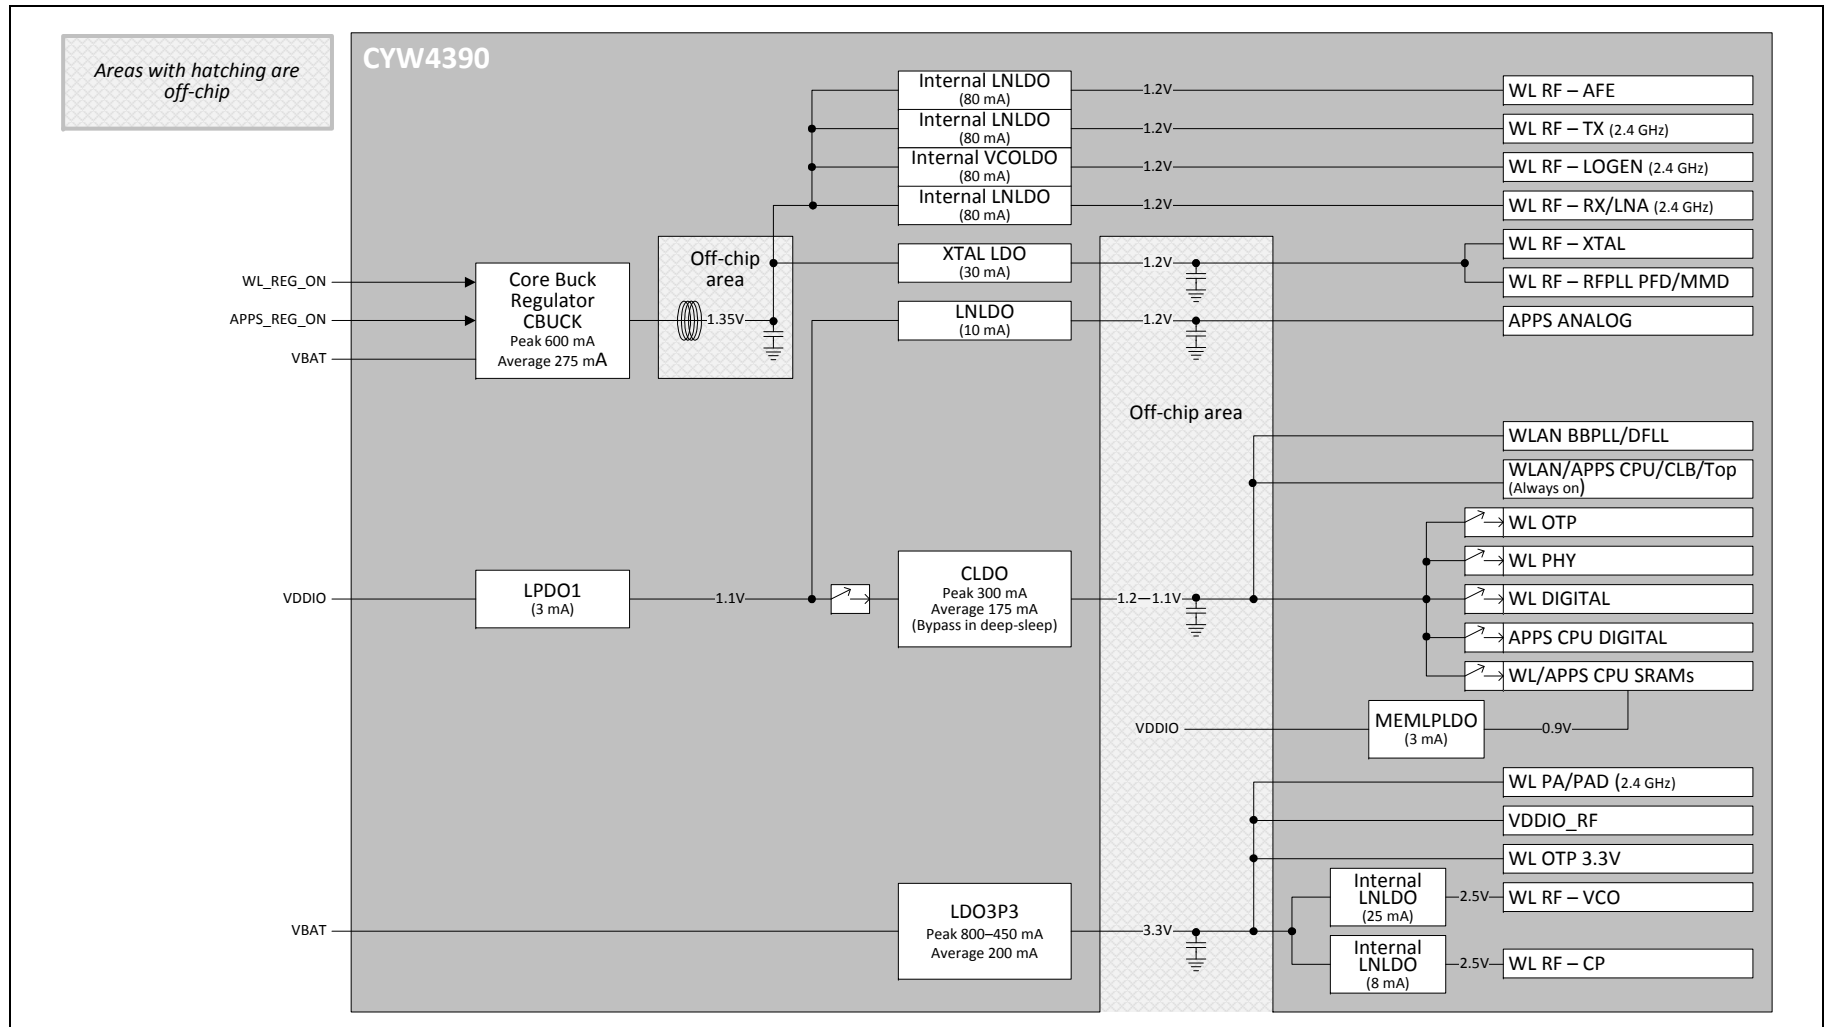 Areas with hatching are
off-chip
CYW4390
Internal LNLDO
(80 mA)
1.2V
WL RF – AFE
Internal LNLDO
(80 mA)
1.2V
WL RF – TX (2.4 GHz)
Internal VCOLDO
(80 mA)
1.2V
WL RF – LOGEN (2.4 GHz)
Internal LNLDO
(80 mA)
1.2V
WL RF – RX/LNA (2.4 GHz)
WL_REG_ON
APPS_REG_ON
VBAT
Core Buck
Regulator
CBUCK
Peak 600 mA
Average 275 mA
Off-chip
area
1.35V
XTAL LDO
(30 mA)
1.2V
WL RF – XTAL
WL RF – RFPLL PFD/MMD
LNLDO
(10 mA)
1.2V
APPS ANALOG
Off-chip area
WLAN BBPLL/DFLL
WLAN/APPS CPU/CLB/Top
(Always on)
VDDIO
LPDO1
(3 mA)
1.1V
CLDO
Peak 300 mA
Average 175 mA
(Bypass in deep-sleep)
1.2—1.1V
WL OTP
WL PHY
WL DIGITAL
APPS CPU DIGITAL
WL/APPS CPU SRAMs
VDDIO
MEMLPLDO
(3 mA)
0.9V
WL PA/PAD (2.4 GHz)
VDDIO_RF
WL OTP 3.3V
VBAT
LDO3P3
Peak 800–450 mA
Average 200 mA
3.3V
Internal
LNLDO
(25 mA)
2.5V
WL RF – VCO
Internal
LNLDO
(8 mA)
2.5V
WL RF – CP